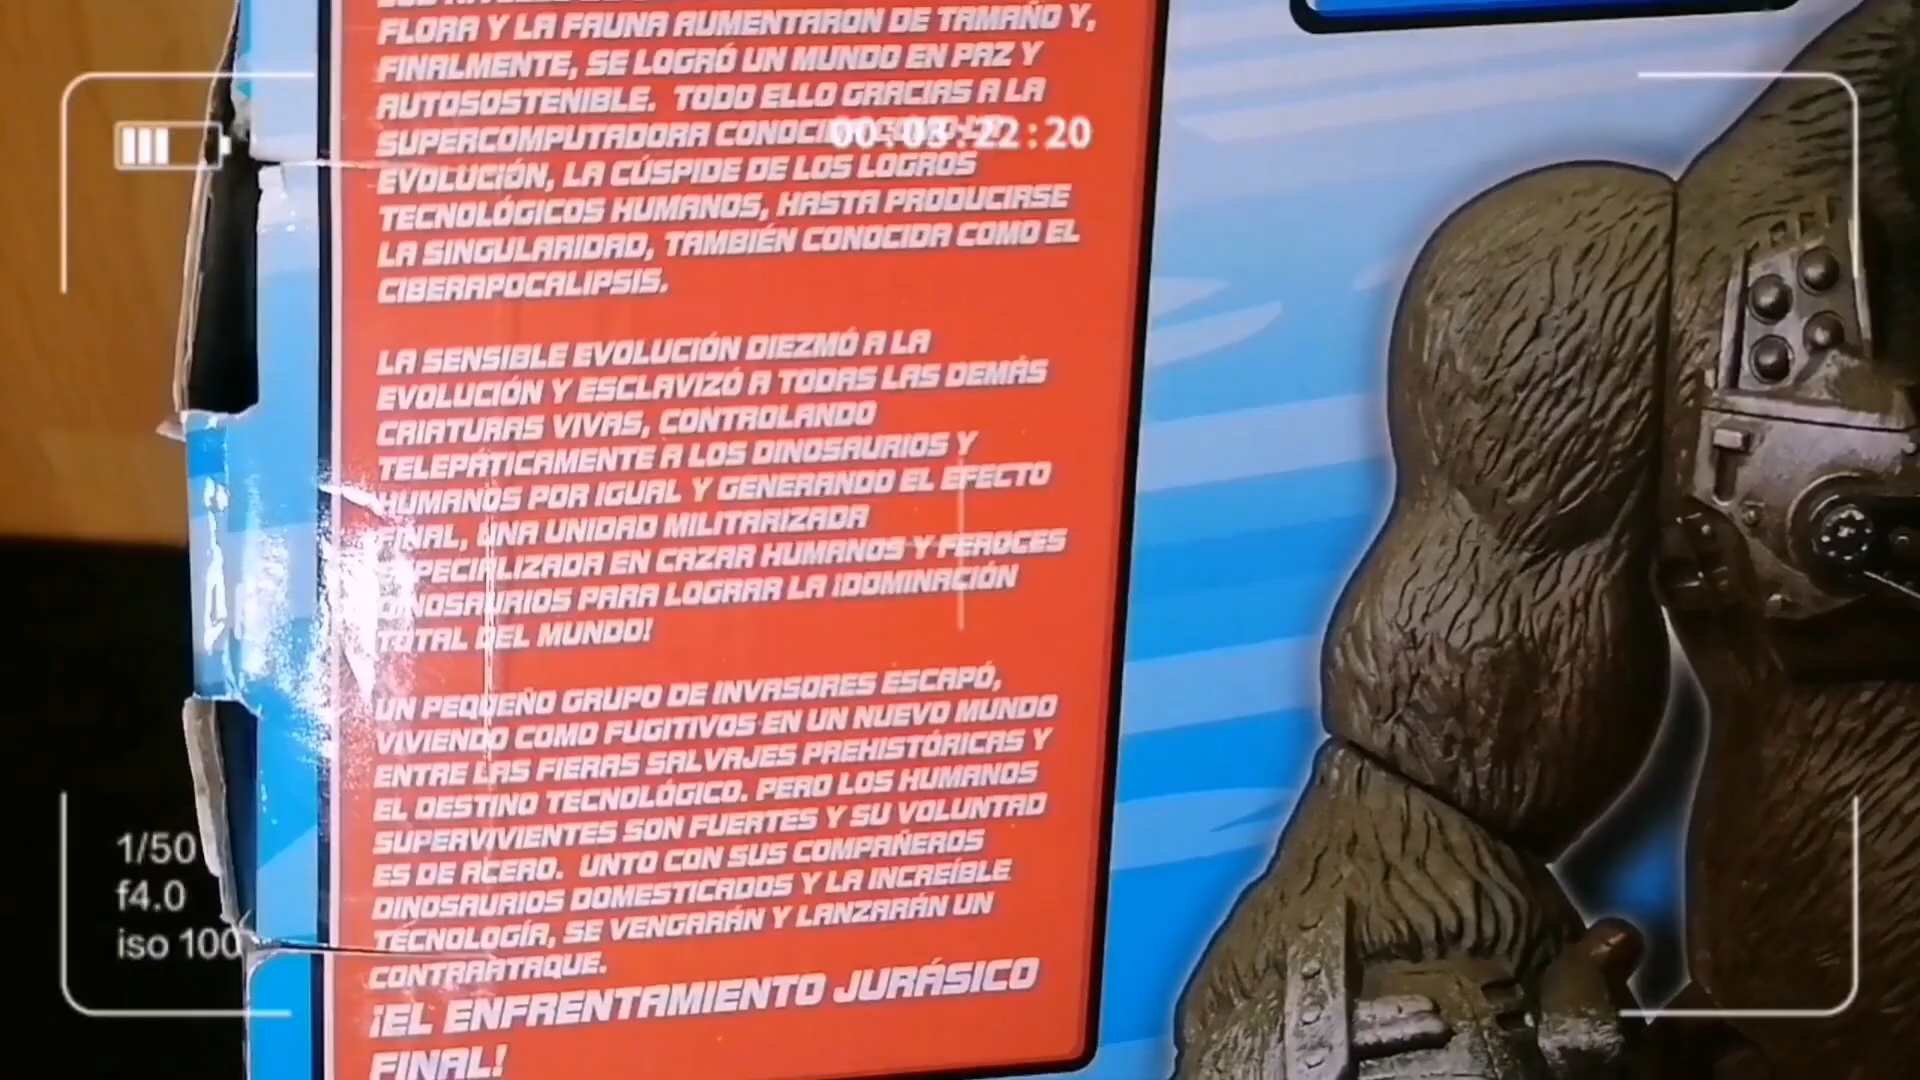 FLORA Y LA FAUNA AUMENTARON DE TAMAÑO Y,
FINALMENTE, SE LOGRÓ UN MUNDO EN PAZ Y
AUTOSOSTENIBLE. TODO ELLO GRACIAS A LA
SUPERCOMPUTADORA
00:03:22:20
EVOLUCIÓN, LA CÚSPIDE DE LOS LOGROS
TECNOLÓGICOS HUMANOS, HASTA PRODUCIRSE
LA SINGULARIDAD, TAMBIÉN CONOCIDA COMO EL
CIBERAPOCALIPSIS.
LA SENSIBLE EVOLUCIÓN DIEZMÓ A LA
EVOLUCIÓN Y ESCLAVIZÓ A TODAS LAS DEMÁS
CRIATURAS VIVAS, CONTROLANDO
TELEPÁTICAMENTE A LOS DINOSAURIOS Y
HUMANOS POR IGUAL Y GENERANDO EL EFECTO
FINAL, UNA UNIDAD MILITARIZADA
ESPECIALIZADA EN CAZAR HUMANOS Y FEROCES
DINOSAURIOS PARA LOGRAR LA ¡DOMINACIÓN
TOTAL DEL MUNDO!
UN PEQUEÑO GRUPO DE INVASORES ESCAPÓ,
VIVIENDO COMO FUGITIVOS EN UN NUEVO MUNDO
ENTRE LAS FIERAS SALVAJES PREHISTÓRICAS Y
EL DESTINO TECNOLÓGICO. PERO LOS HUMANOS
SUPERVIVIENTES SON FUERTES Y SU VOLUNTAD
ES DE ACERO. UNTO CON SUS COMPAÑEROS
DINOSAURIOS DOMESTICADOS Y LA INCREÍBLE
TECNOLOGÍA, SE VENGARÁN Y LANZARÁN UN
CONTRAATAQUE.
¡EL ENFRENTAMIENTO JURÁSICO
FINAL!
1/50
f4.0
iso 100